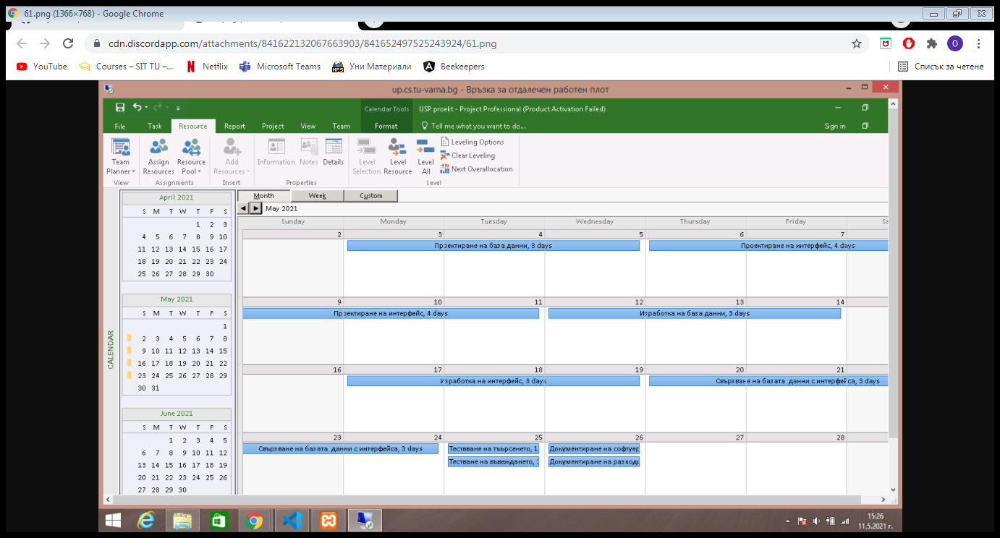 61.png (1366×768) - Google Chrome
cdn.discordapp.com/attachments/841622132067663903/841652497525243924/61.png
O
YouTube
Courses – SIT TU –...
Netflix
Microsoft Teams
Уни Материали
Beekeepers
Списък за четене
up.cs.tu-varna.bg - Връзка за отдалечен работен плот
Calendar Tools
USP proekt - Project Professional (Product Activation Failed)
File Task Resource Report Project View Team Format Tell me what you want to do... Sign in
Team Planner
View
Assign Resources
Resource Pool
Assignments
Add Resources
Insert
Information
Notes
Details
Properties
Level Selection
Level Resource
Level All
Leveling Options
Clear Leveling
Next Overallocation
Level
CALENDAR
April 2021
S M T W T F S
1 2 3
4 5 6 7 8 9 10
11 12 13 14 15 16 17
18 19 20 21 22 23 24
25 26 27 28 29 30
May 2021
S M T W T F S
1
2 3 4 5 6 7 8
9 10 11 12 13 14 15
16 17 18 19 20 21 22
23 24 25 26 27 28 29
30 31
June 2021
S M T W T F S
1 2 3 4 5
6 7 8 9 10 11 12
13 14 15 16 17 18 19
20 21 22 23 24 25 26
27 28 29 30
Month Week Custom
May 2021
Sunday Monday Tuesday Wednesday Thursday Friday Sa
2 3 4 5 6 7
Проектиране на база данни, 3 days
Проектиране на интерфейс, 4 days
9 10 11 12 13 14
Проектиране на интерфейс, 4 days
Изработка на база данни, 3 days
16 17 18 19 20 21
Изработка на интерфейс, 3 days
Свързване на базата данни с интерфейса, 3 days
23 24 25 26 27 28
Свързване на базата данни с интерфейса, 3 days
Тестване на търсенето, 1
Документиране на софтуер
Тестване на въвеждането,
Документиране на разходи
15:26
11.5.2021 г.